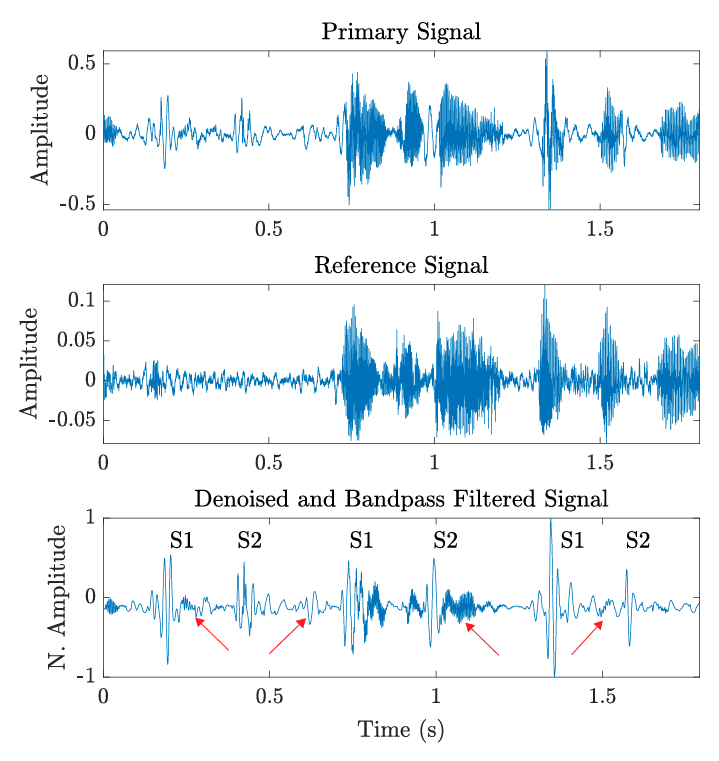 Primary Signal
Amplitude
0.5
0
-0.5
0
0.5
1
1.5
Reference Signal
Amplitude
0.1
0.05
0
-0.05
0
0.5
1
1.5
Denoised and Bandpass Filtered Signal
N. Amplitude
1
0
-1
S1 S2 S1 S2 S1 S2
0
0.5
1
1.5
Time (s)